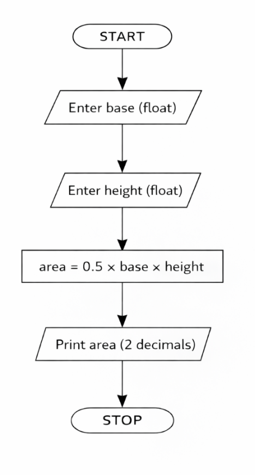 START
Enter base (float)
Enter height (float)
area = 0.5 × base × height
Print area (2 decimals)
STOP